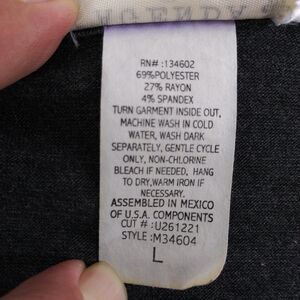 RN# :134602
69%POLYESTER
27% RAYON
4% SPANDEX
TURN GARMENT INSIDE OUT,
MACHINE WASH IN COLD
WATER, WASH DARK
SEPARATELY, GENTLE CYCLE
ONLY, NON-CHLORINE
BLEACH IF NEEDED, HANG
TO DRY,WARM IRON IF
NECESSARY.
ASSEMBLED IN MEXICO
OF U.S.A. COMPONENTS
CUT # :U261221
STYLE :M34604
L